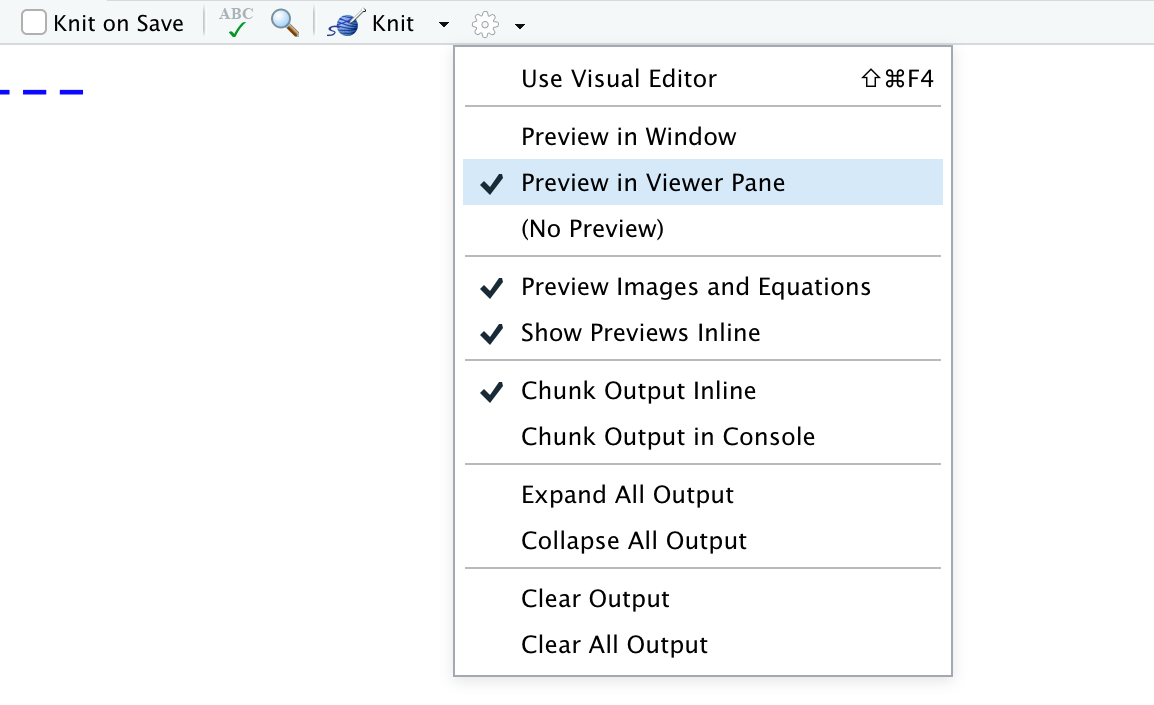 Knit on Save ABC Knit
Use Visual Editor ⇧⌘F4
Preview in Window
Preview in Viewer Pane
(No Preview)
Preview Images and Equations
Show Previews Inline
Chunk Output Inline
Chunk Output in Console
Expand All Output
Collapse All Output
Clear Output
Clear All Output